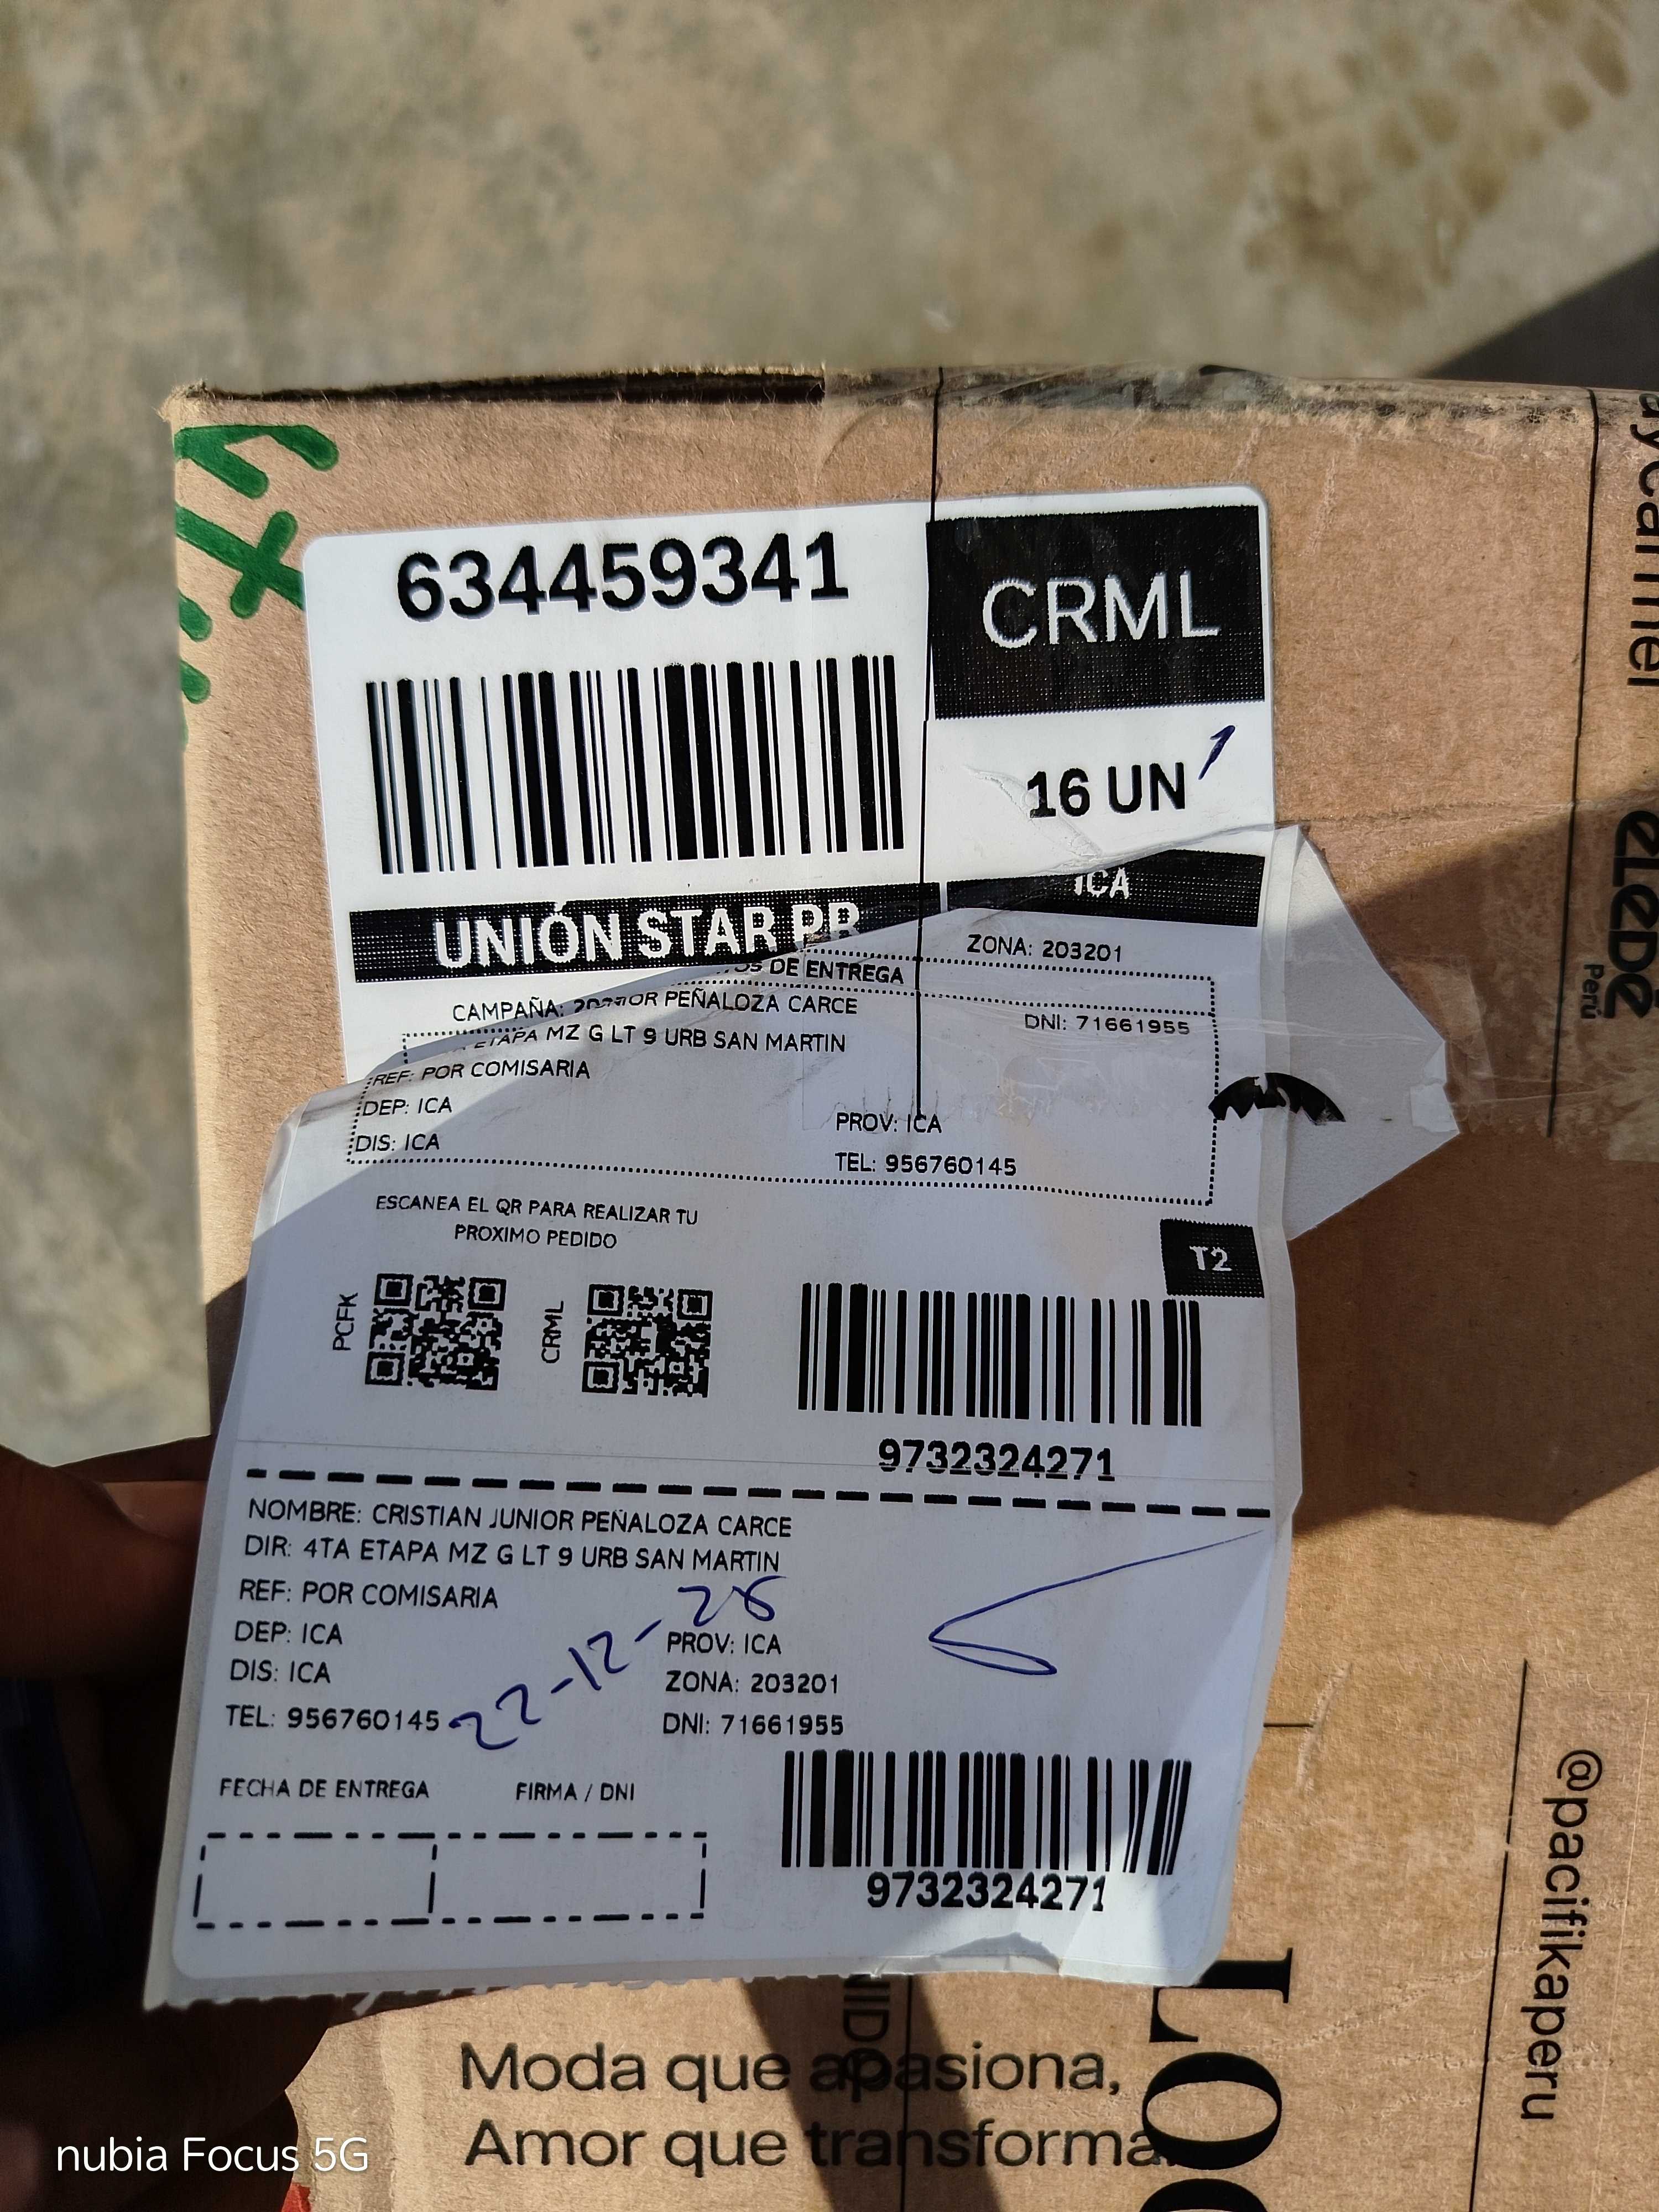 634459341
CRML
16 UN
UNIÓN STAR
ICA
ZONA: 203201
DE ENTREGA
CAMPAÑA:
PEÑALOZA CARCE
DNI: 71661955
ETAPA MZ G LT 9 URB SAN MARTIN
REF: POR COMISARIA
DEP: ICA
PROV: ICA
DIS: ICA
TEL: 956760145
ESCANEA EL QR PARA REALIZAR TU
PROXIMO PEDIDO
T2
PCFK
CRML
9732324271
NOMBRE: CRISTIAN JUNIOR PEÑALOZA CARCE
DIR: 4TA ETAPA MZ G LT 9 URB SAN MARTIN
REF: POR COMISARIA
DEP: ICA
PROV: ICA
DIS: ICA
ZONA: 203201
TEL: 956760145
DNI: 71661955
22-12-25
FECHA DE ENTREGA
FIRMA / DNI
9732324271
eLeDé
Perú
@pacifikaperu
Moda que apasiona,
Amor que transforma.
nubia Focus 5G